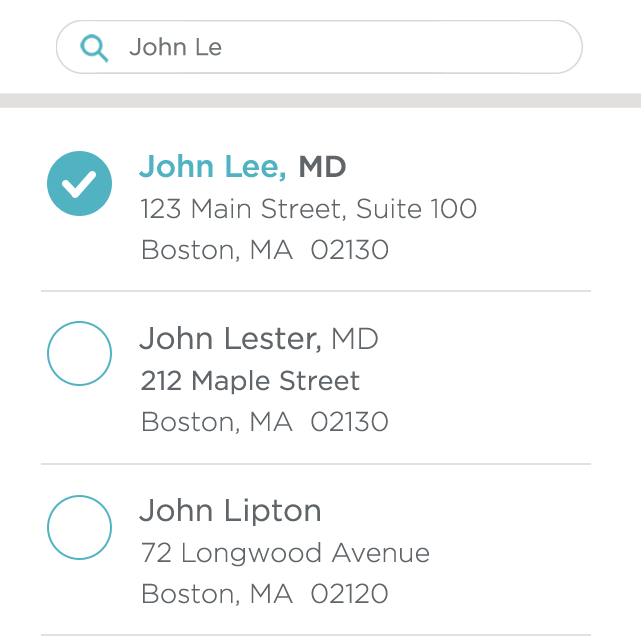 John Le
John Lee, MD
123 Main Street, Suite 100
Boston, MA  02130
John Lester, MD
212 Maple Street
Boston, MA  02130
John Lipton
72 Longwood Avenue
Boston, MA  02120